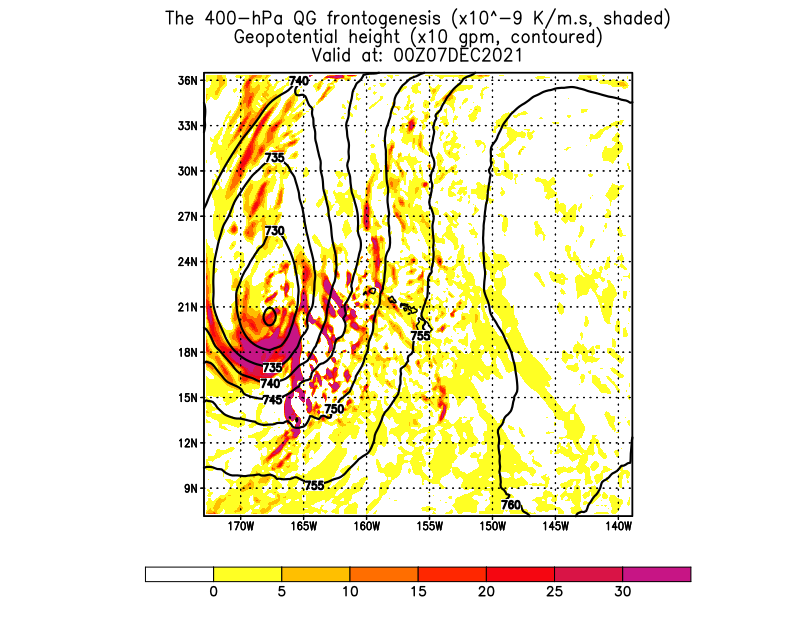 The 400-hPa QG frontogenesis (x10^-9 K/m.s, shaded)
Geopotential height (x10 gpm, contoured)
Valid at: 00Z07DEC2021
36N
33N
30N
27N
24N
21N
18N
15N
12N
9N
740
735
730
755
735
740
745
750
755
760
170W 165W 160W 155W 150W 145W 140W
0 5 10 15 20 25 30